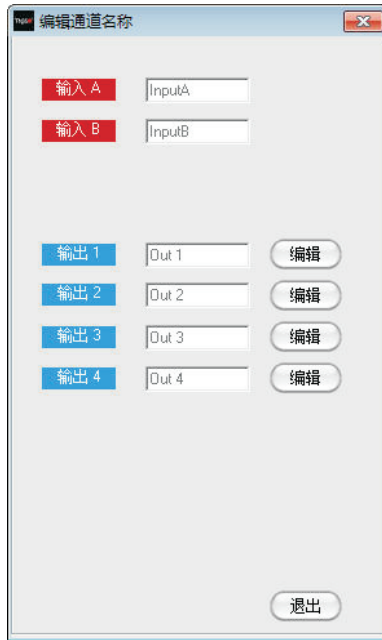 编辑通道名称
输入 A InputA
输入 B InputB
输出 1 Out 1 编辑
输出 2 Out 2 编辑
输出 3 Out 3 编辑
输出 4 Out 4 编辑
退出